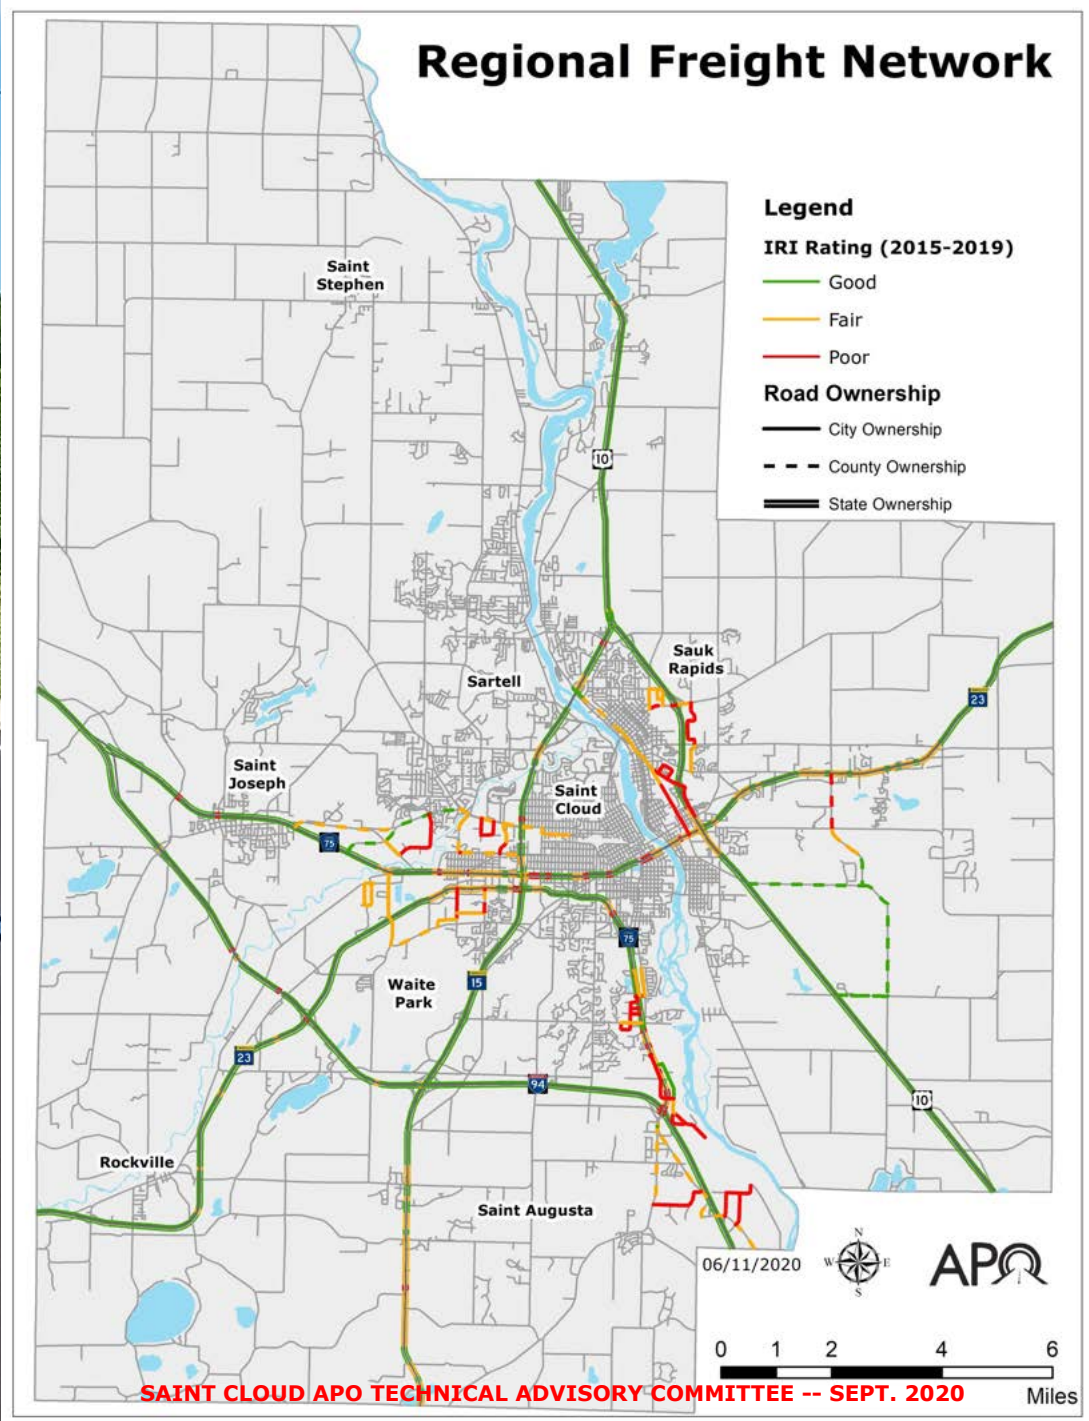 Regional Freight Network
Legend
IRI Rating (2015-2019)
Good
Fair
Poor
Road Ownership
City Ownership
County Ownership
State Ownership
Saint
Stephen
10
Sauk
Rapids
Sartell
23
Saint
Joseph
Saint
Cloud
75
75
Waite
Park
15
23
94
10
Rockville
Saint Augusta
06/11/2020
N
W
E
S
APO
0 1 2 4 6
Miles
SAINT CLOUD APO TECHNICAL ADVISORY COMMITTEE -- SEPT. 2020